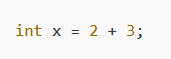 int x = 2 + 3;